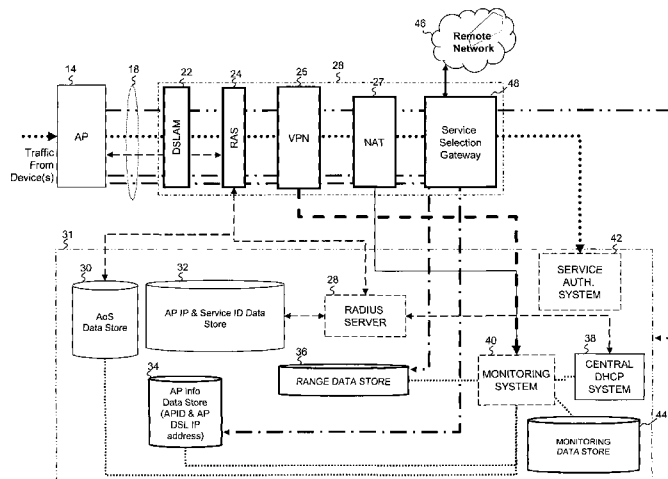 46
Remote
Network
14
18
22
24
25
28
27
48
AP
DSLAM
RAS
VPN
NAT
Service
Selection
Gateway
Traffic
From
Device(s)
31
42
30
32
28
SERVICE
AUTH.
SYSTEM
AoS
Data Store
AP IP & Service ID Data
Store
RADIUS
SERVER
34
36
40
38
AP Info
Data Store
(APID & AP
DSL IP
address)
RANGE DATA STORE
MONITORING
SYSTEM
CENTRAL
DHCP
SYSTEM
44
MONITORING
DATA STORE